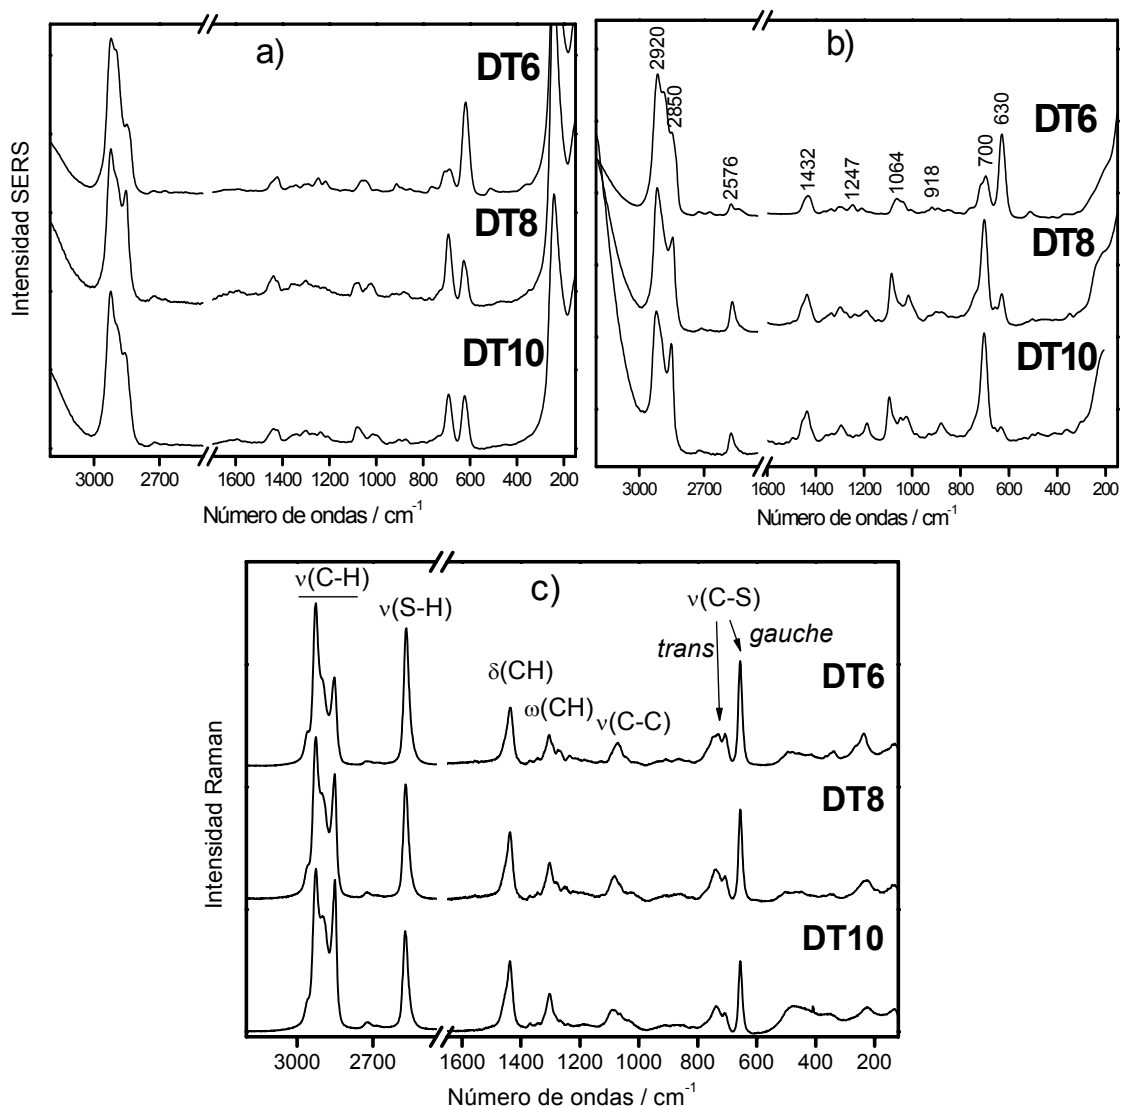 a)
DT6
DT8
DT10
Intensidad SERS
3000 2700 1600 1400 1200 1000 800 600 400 200
Número de ondas / cm-1
b)
2920
2850
2576
1432
1247
1064
918
700
630
DT6
DT8
DT10
3000 2700 1600 1400 1200 1000 800 600 400 200
Número de ondas / cm-1
c)
ν(C-H)
ν(S-H)
δ(CH)
ω(CH)
ν(C-C)
ν(C-S)
trans
gauche
DT6
DT8
DT10
Intensidad Raman
3000 2700 1600 1400 1200 1000 800 600 400 200
Número de ondas / cm-1